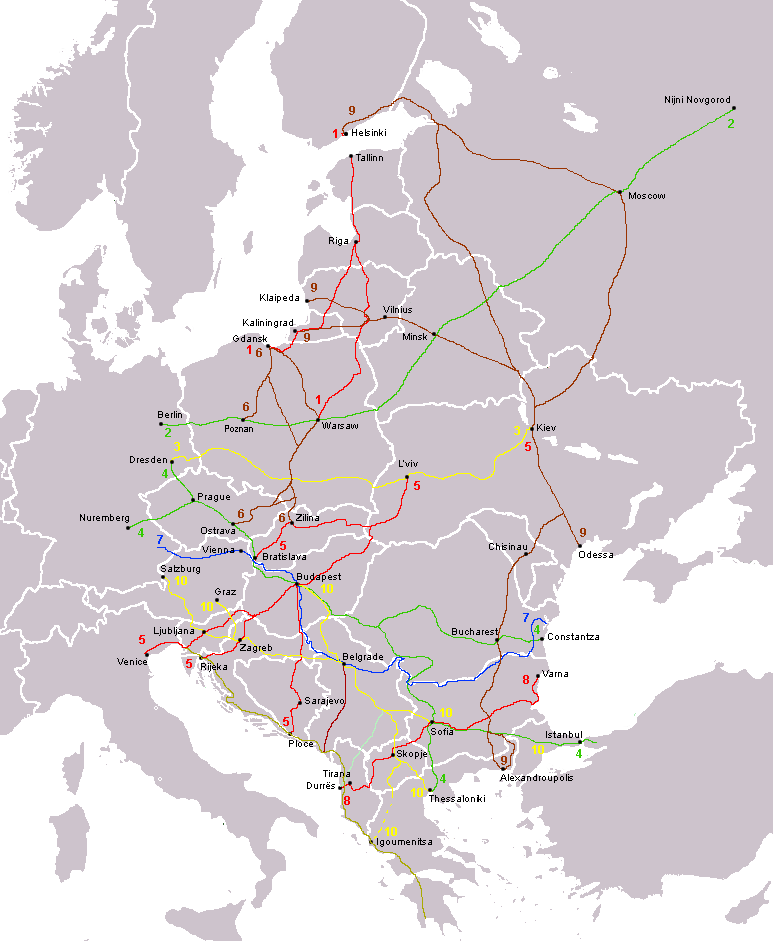 Nijni Novgorod
9
2
1 Helsinki
Tallinn
Moscow
Riga
9
Klaipeda
Vilnius
Kaliningrad
9
Gdansk
Minsk
1 6
6
1
Berlin
2
Poznan
Warsaw
3
Kiev
5
3
Dresden
4
L'viv
5
Prague
Nuremberg
4
6
Ostrava
6
Zilina
9
Odessa
7
Vienna
5
Bratislava
Chisinau
Salzburg
10
Budapest
10
Graz
10
7
Ljubljana
Bucharest
4
Constantza
5
Venice
Zagreb
5
Rijeka
Belgrade
8
Varna
Sarajevo
5
Ploce
10
Sofia
Istanbul
10
4
Skopje
9
Alexandroupolis
Tirana
Durrës
8
4
10
Thessaloniki
10
Igoumenitsa